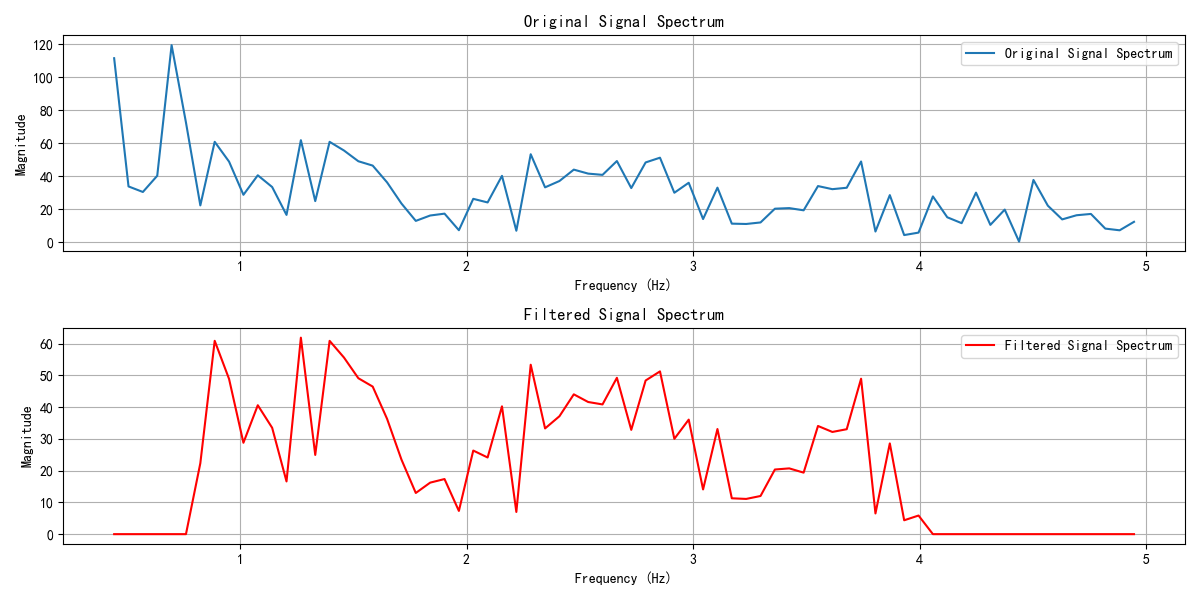 Original Signal Spectrum
120
100
80
60
40
20
0
Magnitude
Original Signal Spectrum
1 2 3 4 5
Frequency (Hz)
Filtered Signal Spectrum
60
50
40
30
20
10
0
Magnitude
Filtered Signal Spectrum
1 2 3 4 5
Frequency (Hz)